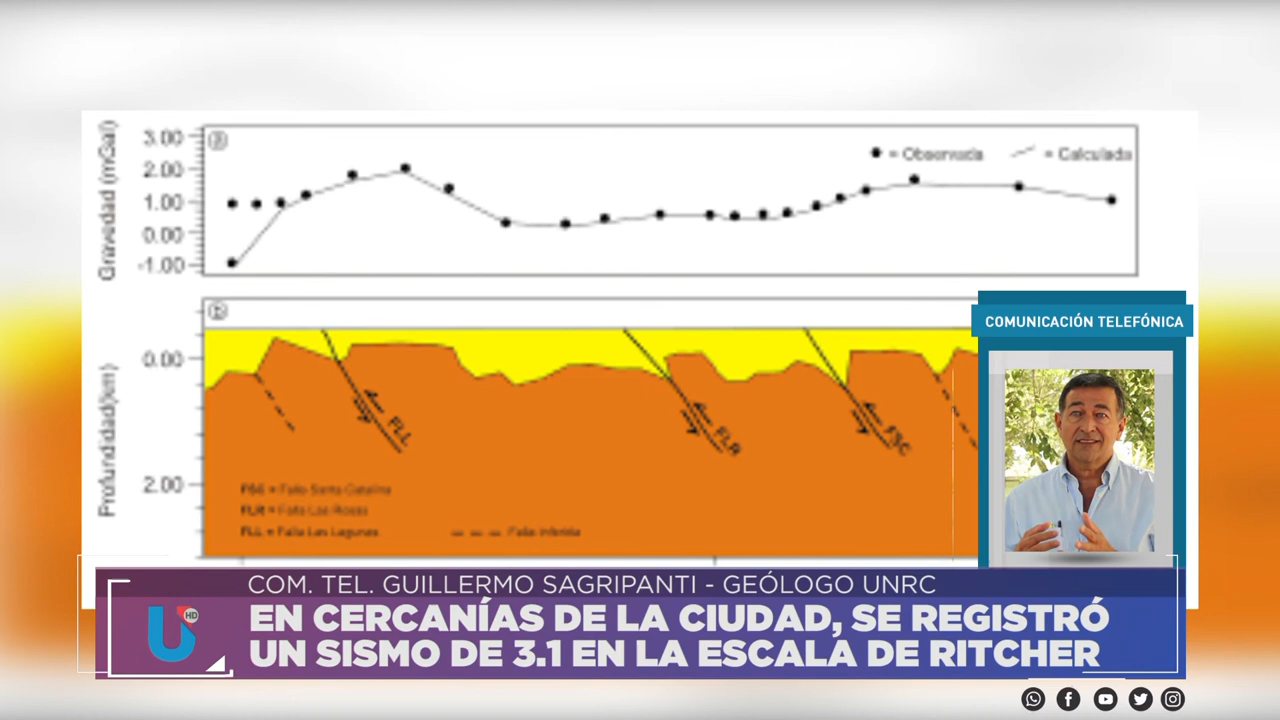 Gravedad (mGal)
3.00
2.00
1.00
0.00
-1.00
a
= Observada
= Calculada
b
Profundidad(km)
0.00
2.00
FLL
FLR
FSC
FSC = Falla Santa Catalina
FLR = Falla Las Rosas
FLL = Falla Las Lagunas
Falla inferida
COMUNICACIÓN TELEFÓNICA
COM. TEL. GUILLERMO SAGRIPANTI - GEÓLOGO UNRC
EN CERCANÍAS DE LA CIUDAD, SE REGISTRÓ
UN SISMO DE 3.1 EN LA ESCALA DE RITCHER
U HD